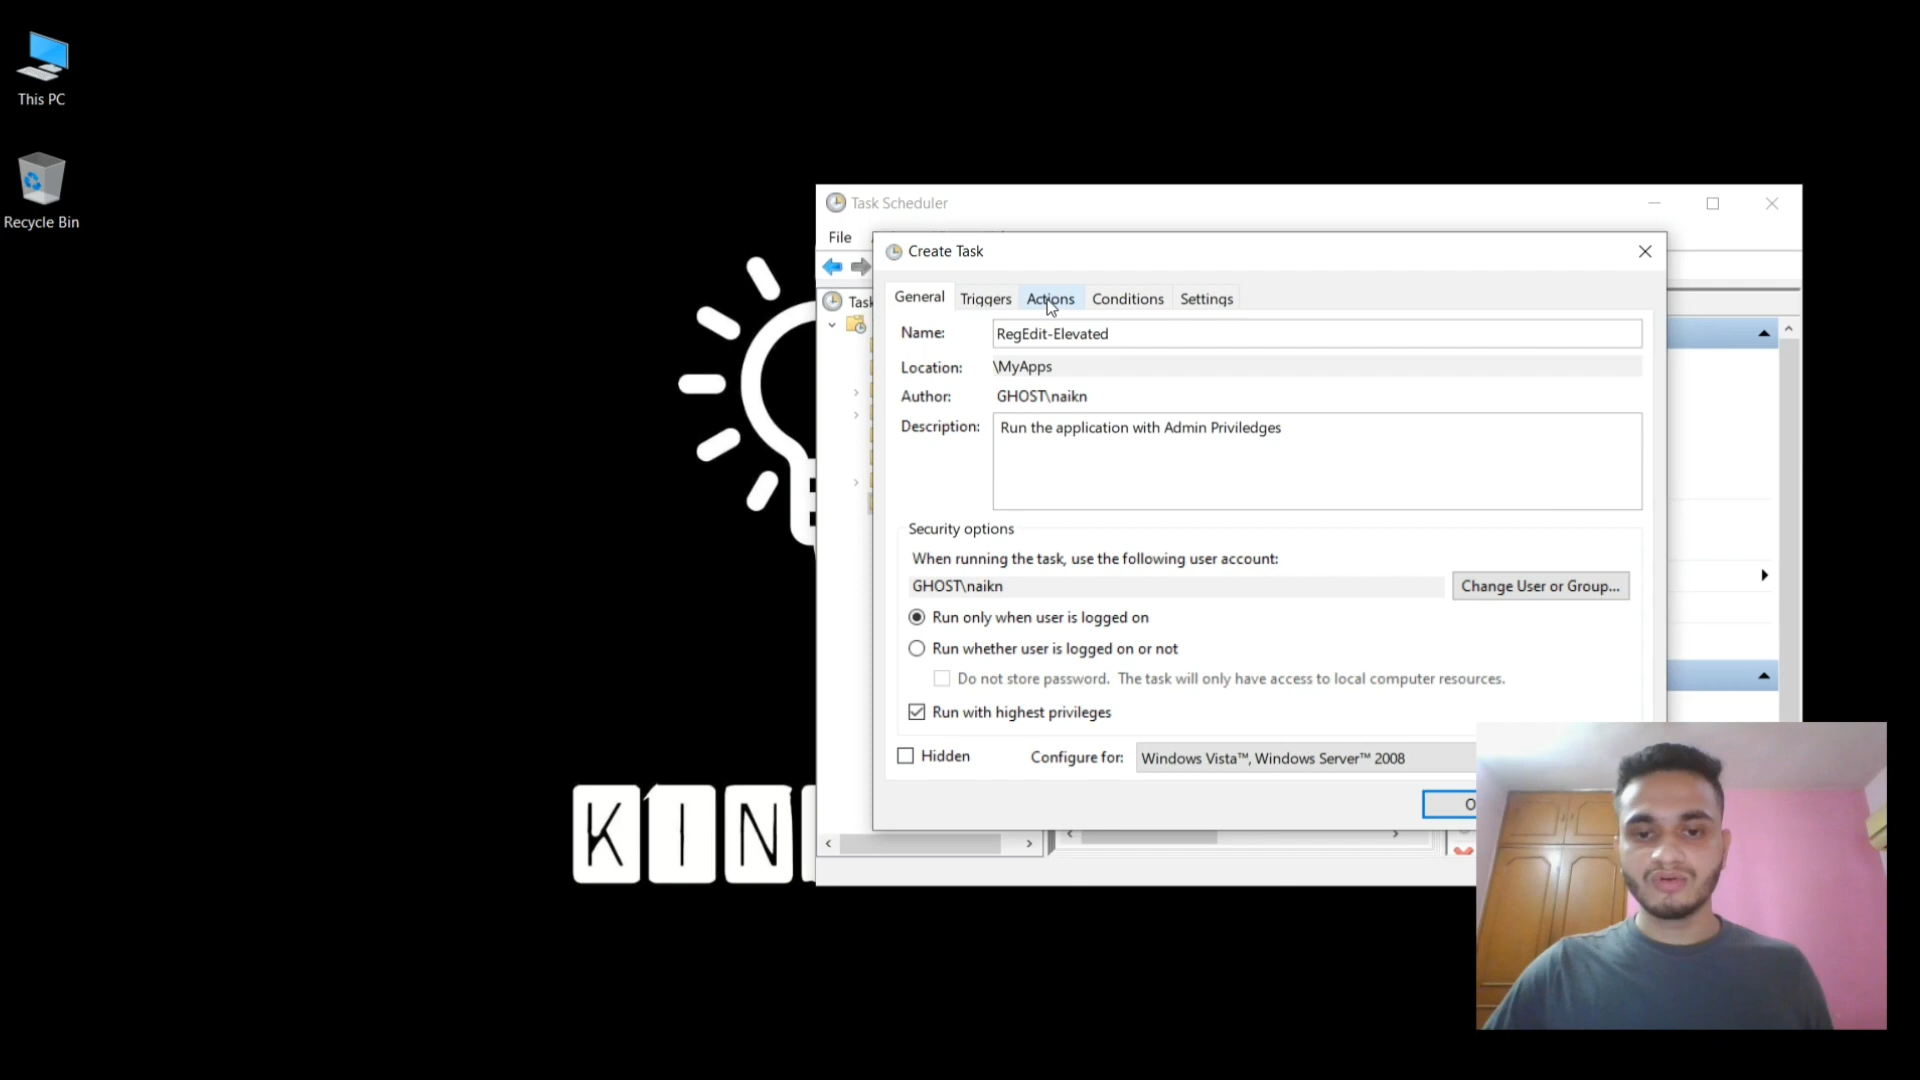 This PC
Recycle Bin
Task Scheduler
File
Create Task
Task
General Triggers Actions Conditions Settings
Name: RegEdit-Elevated
Location: \MyApps
Author: GHOST\naikn
Description: Run the application with Admin Priviledges
Security options
When running the task, use the following user account:
GHOST\naikn Change User or Group...
Run only when user is logged on
Run whether user is logged on or not
Do not store password. The task will only have access to local computer resources.
Run with highest privileges
Hidden Configure for: Windows Vista™, Windows Server™ 2008
KIN